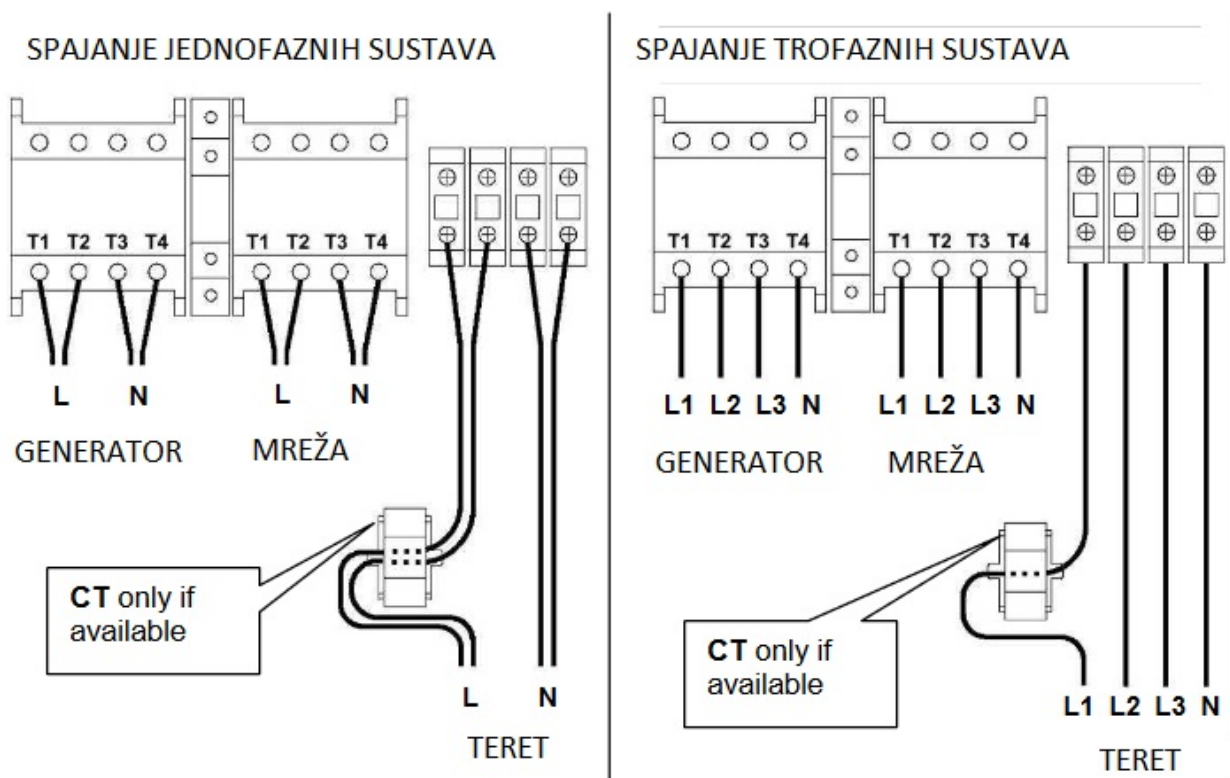 SPAJANJE JEDNOFAZNIH SUSTAVA
T1 T2 T3 T4
T1 T2 T3 T4
L N
L N
GENERATOR
MREŽA
CT only if
available
L N
TERET
SPAJANJE TROFAZNIH SUSTAVA
T1 T2 T3 T4
T1 T2 T3 T4
L1 L2 L3 N
L1 L2 L3 N
GENERATOR
MREŽA
CT only if
available
L1 L2 L3 N
TERET